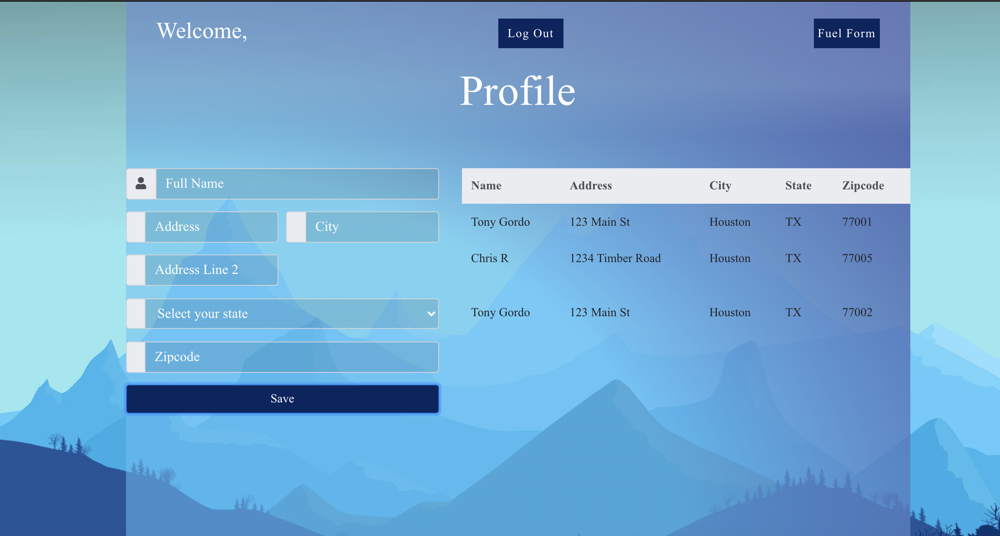 Welcome,
Log Out
Fuel Form
Profile
Full Name
Address
City
Address Line 2
Select your state
Zipcode
Save
Name Address City State Zipcode
Tony Gordo 123 Main St Houston TX 77001
Chris R 1234 Timber Road Houston TX 77005
Tony Gordo 123 Main St Houston TX 77002